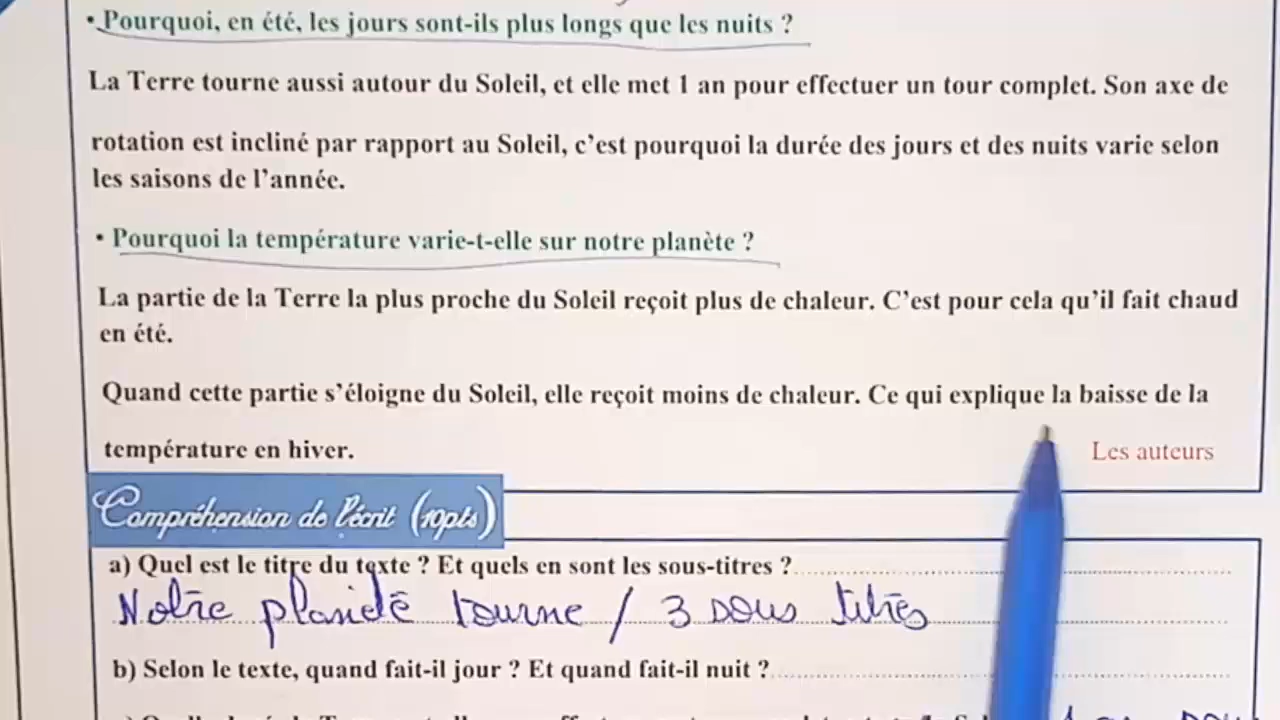 • Pourquoi, en été, les jours sont-ils plus longs que les nuits ?
La Terre tourne aussi autour du Soleil, et elle met 1 an pour effectuer un tour complet. Son axe de
rotation est incliné par rapport au Soleil, c’est pourquoi la durée des jours et des nuits varie selon
les saisons de l’année.
• Pourquoi la température varie-t-elle sur notre planète ?
La partie de la Terre la plus proche du Soleil reçoit plus de chaleur. C’est pour cela qu’il fait chaud
en été.
Quand cette partie s’éloigne du Soleil, elle reçoit moins de chaleur. Ce qui explique la baisse de la
température en hiver.
Les auteurs
Compréhension de l'écrit (10pts)
a) Quel est le titre du texte ? Et quels en sont les sous-titres ?
Notre planète tourne / 3 sous titres
b) Selon le texte, quand fait-il jour ? Et quand fait-il nuit ?